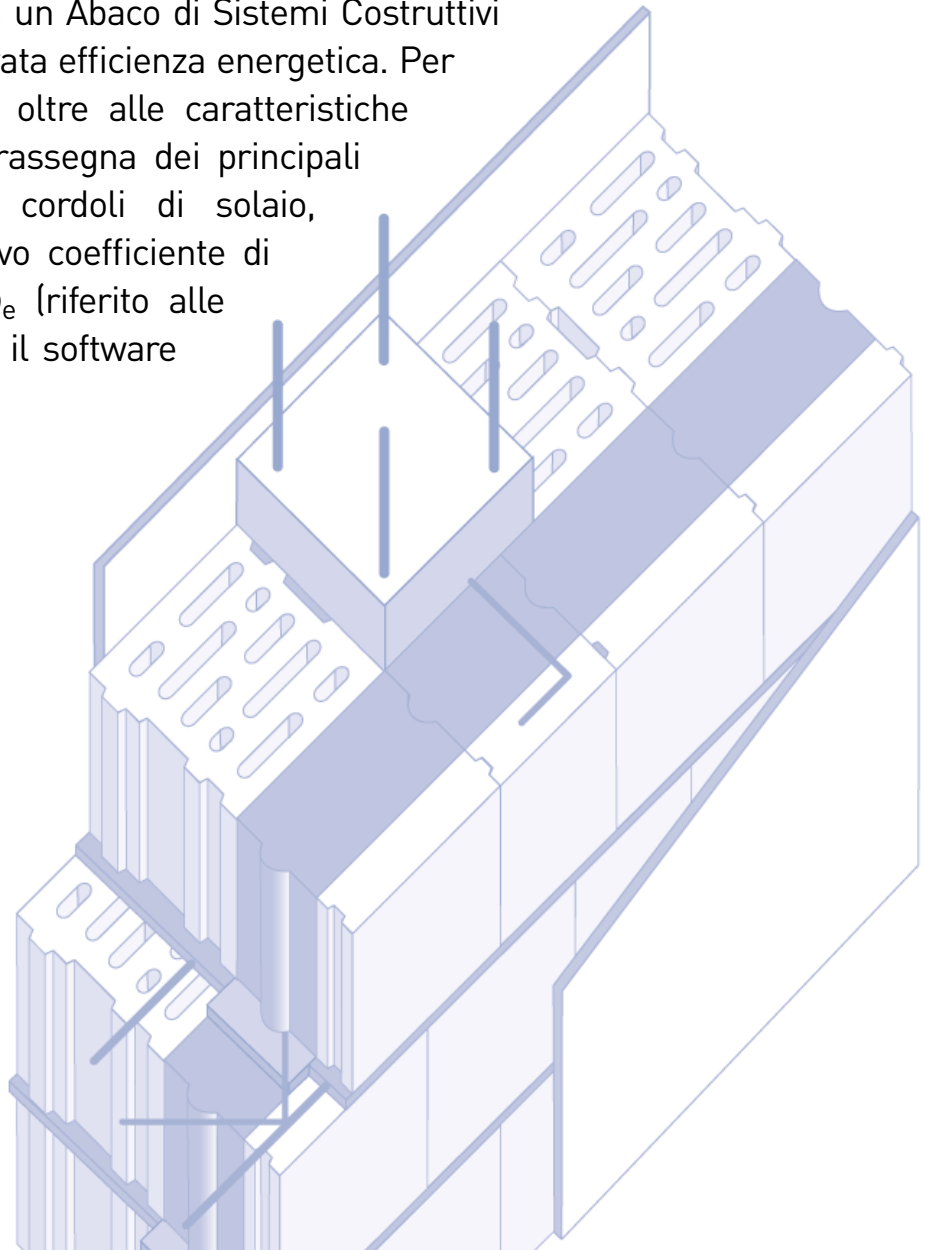 un Abaco di Sistemi Costruttivi
ata efficienza energetica. Per
oltre alle caratteristiche
rassegna dei principali
cordoli di solaio,
vo coefficiente di
e (riferito alle
il software